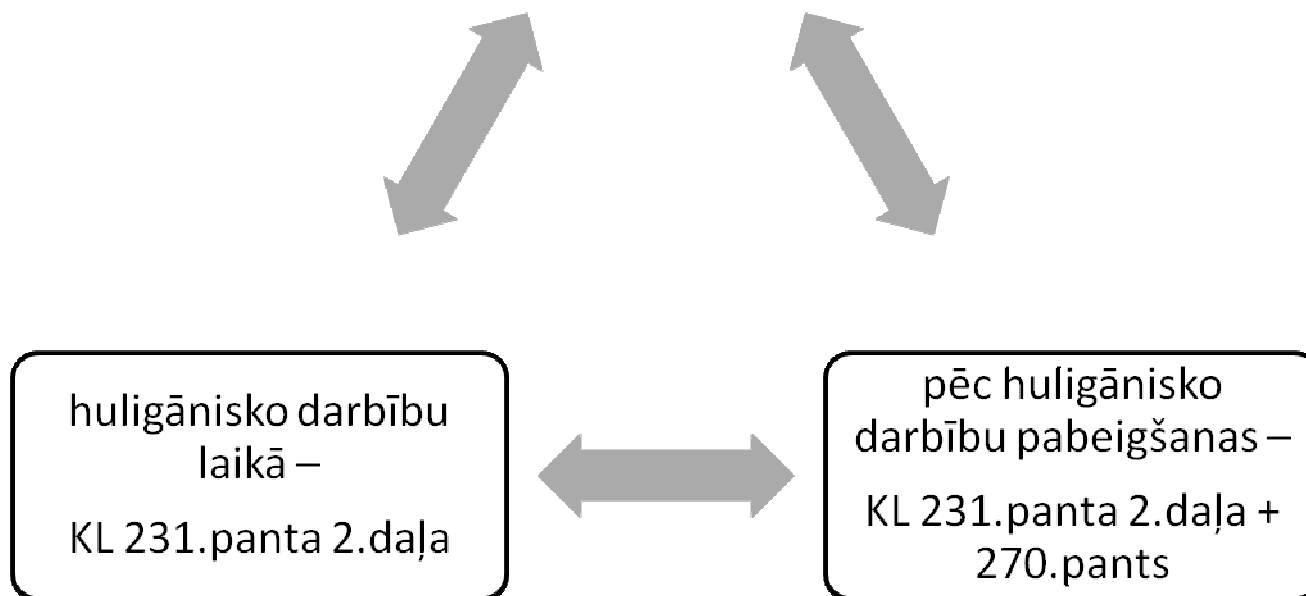 huligānisko darbību
laikā –
KL 231.panta 2.daļa
pēc huligānisko
darbību pabeigšanas –
KL 231.panta 2.daļa +
270.pants